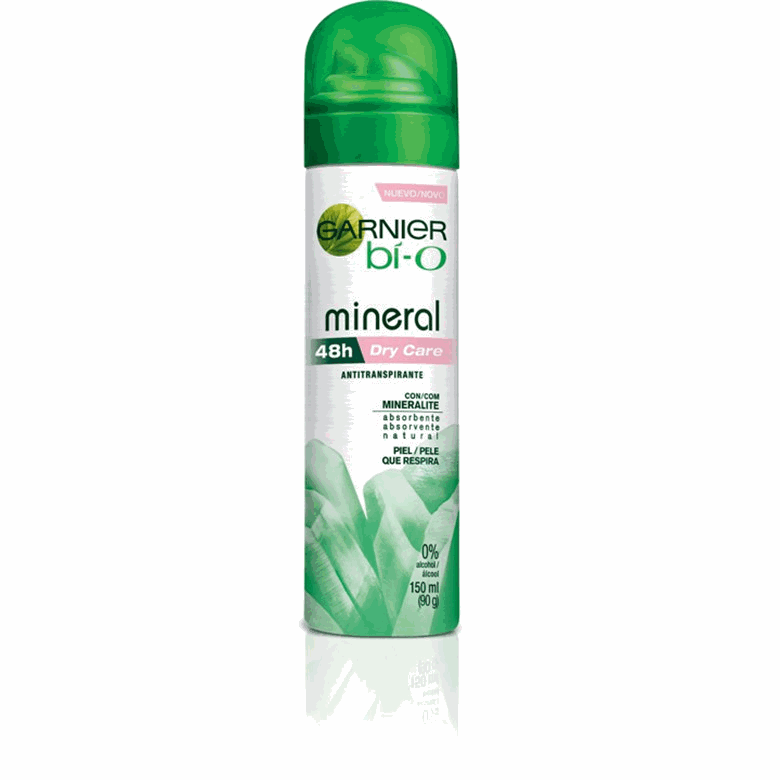 NUEVO/NOVO
GARNIER
bí-O
mineral
48h Dry Care
ANTITRANSPIRANTE
CON/COM
MINERALITE
absorbente
absorvente
natural
PIEL / PELE
QUE RESPIRA
0%
alcohol /
álcool
150 ml
(90 g)